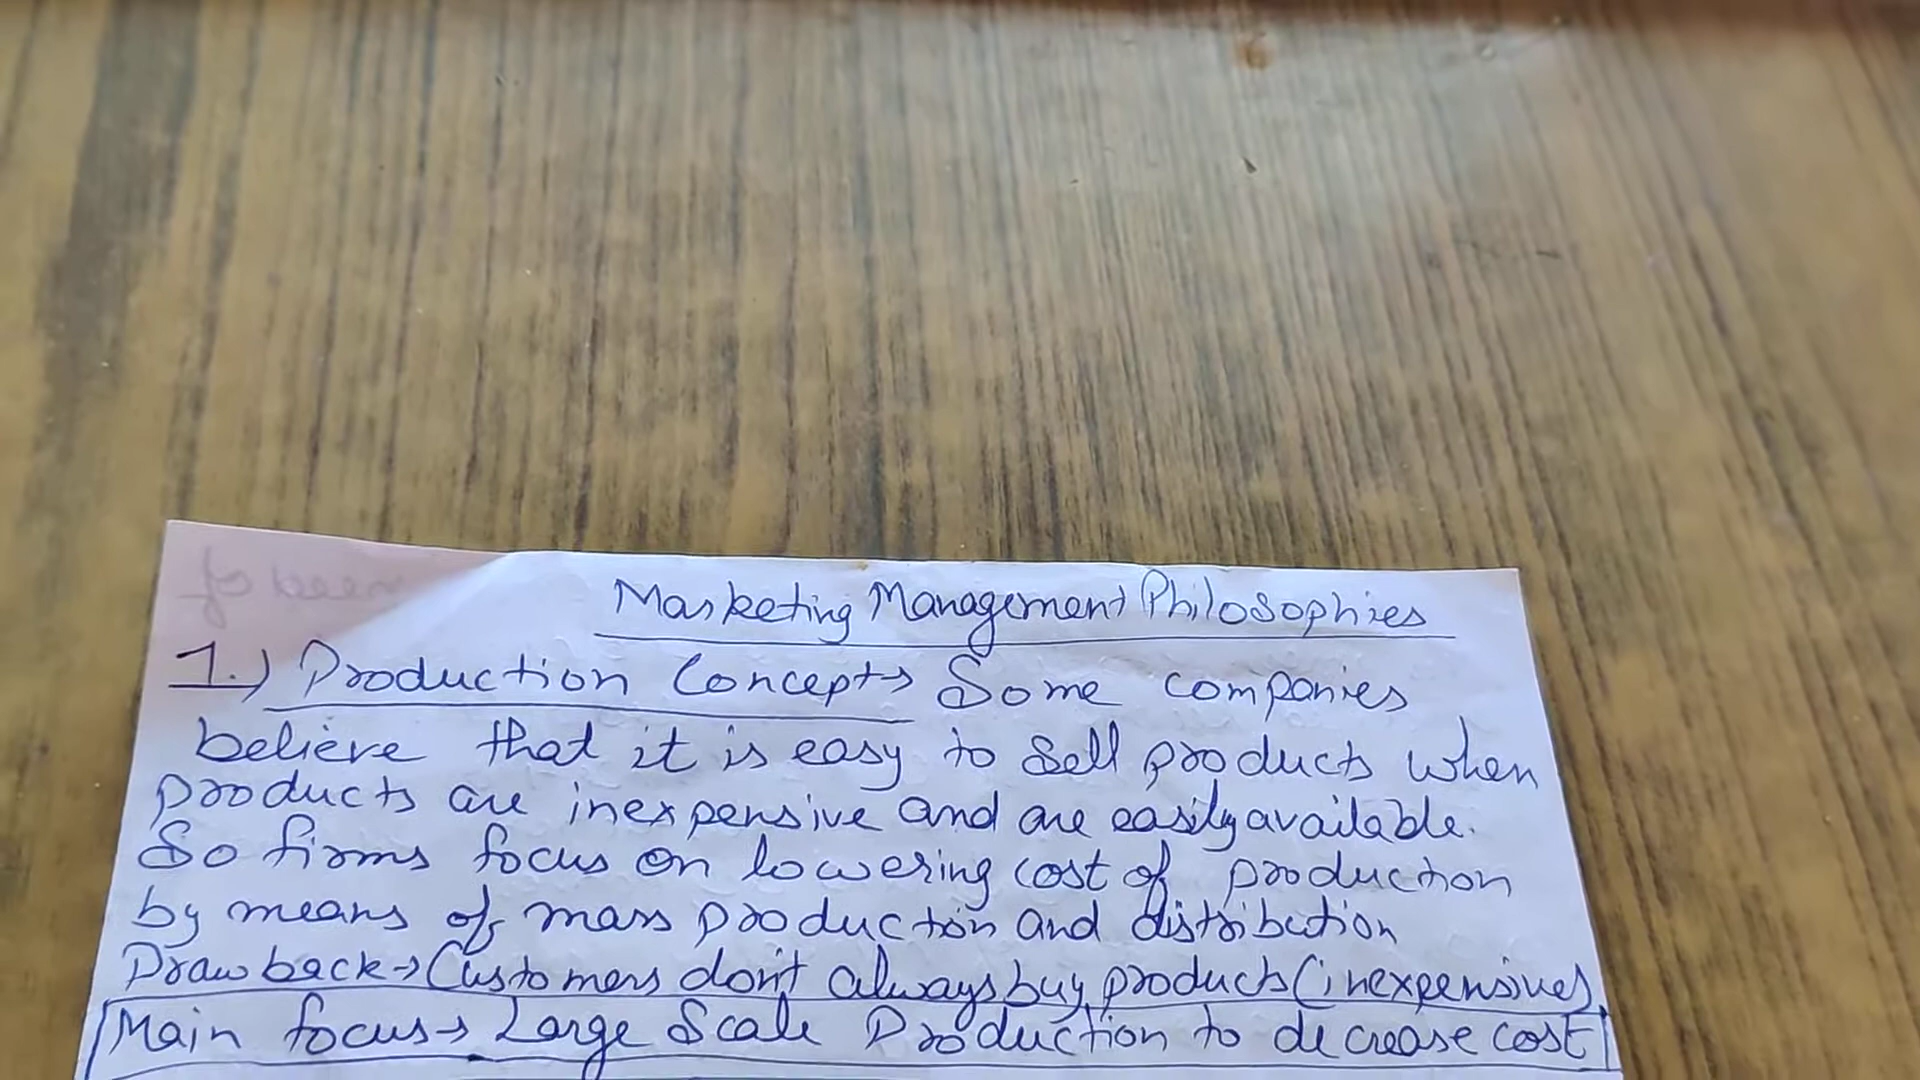 Marketing Management Philosophies
1.) Production Concept→ Some companies
believe that it is easy to sell products when
products are inexpensive and are easily available.
So firms focus on lowering cost of production
by means of mass production and distribution
Drawback→ Customers don't always buy products (inexpensive)
Main focus→ Large Scale Production to decrease cost